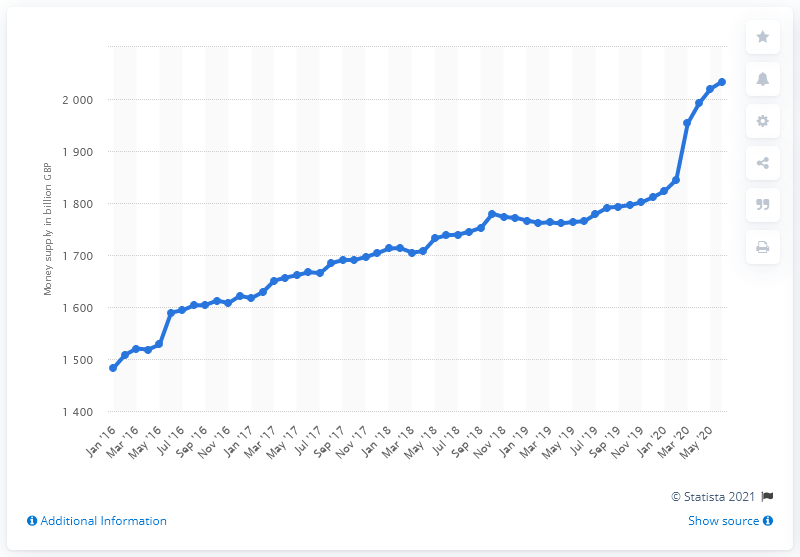 Money supply in billion GBP
2 000
1 900
1 800
1 700
1 600
1 500
1 400
Jan '16
Mar '16
May '16
Jul '16
Sep '16
Nov '16
Jan '17
Mar '17
May '17
Jul '17
Sep '17
Nov '17
Jan '18
Mar '18
May '18
Jul '18
Sep '18
Nov '18
Jan '19
Mar '19
May '19
Jul '19
Sep '19
Nov '19
Jan '20
Mar '20
May '20
© Statista 2021
Additional Information
Show source